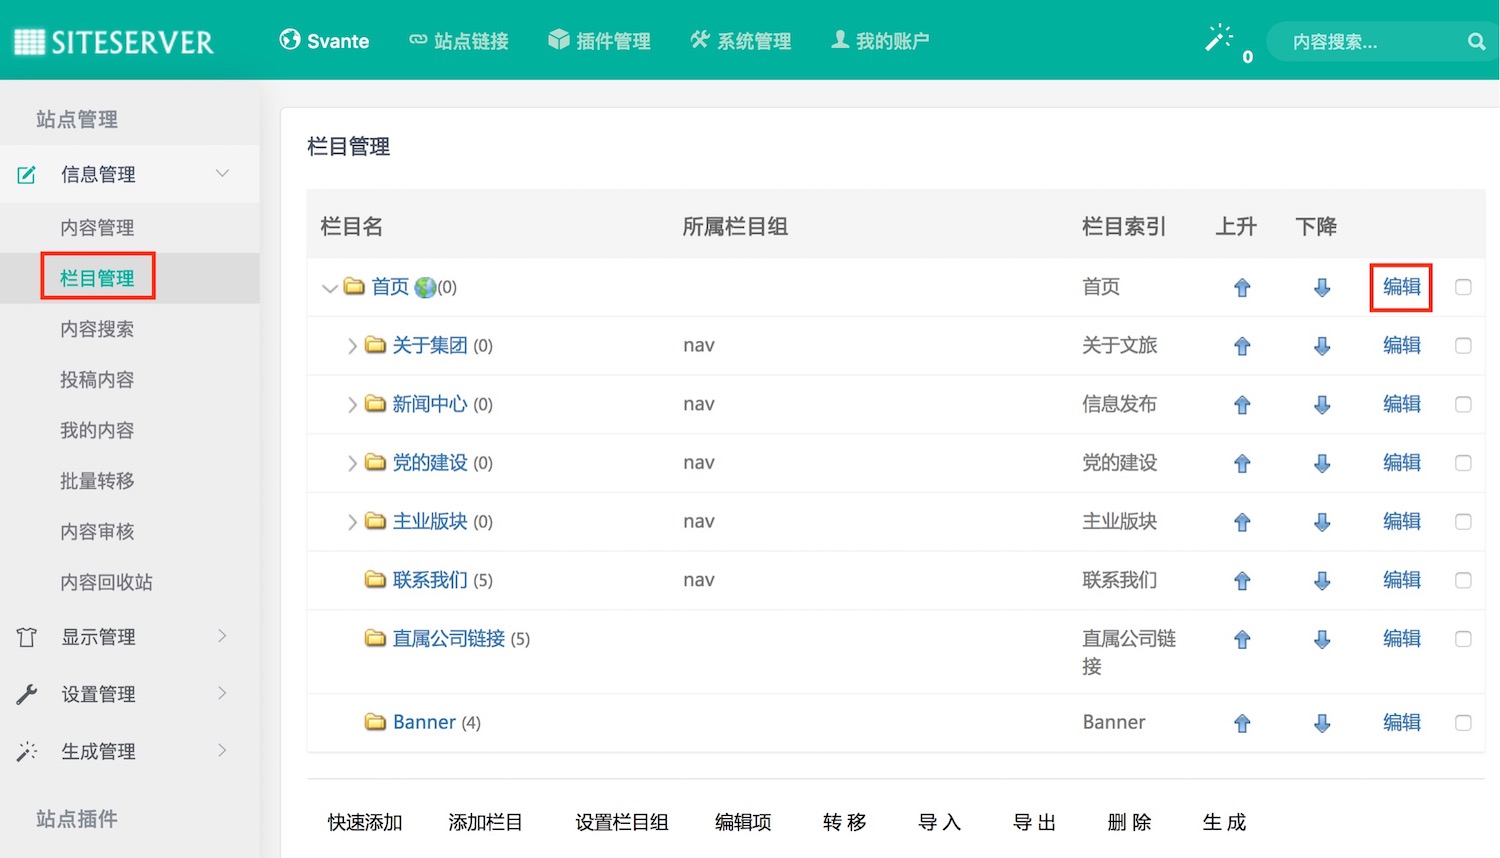 SITESERVER
Svante 站点链接 插件管理 系统管理 我的账户 0 内容搜索...
站点管理
信息管理
内容管理
栏目管理
内容搜索
投稿内容
我的内容
批量转移
内容审核
内容回收站
显示管理
设置管理
生成管理
站点插件
栏目管理
栏目名 所属栏目组 栏目索引 上升 下降
首页 (0) 首页 编辑
关于集团 (0) nav 关于文旅 编辑
新闻中心 (0) nav 信息发布 编辑
党的建设 (0) nav 党的建设 编辑
主业版块 (0) nav 主业版块 编辑
联系我们 (5) nav 联系我们 编辑
直属公司链接 (5) 直属公司链 编辑
接
Banner (4) Banner 编辑
快速添加 添加栏目 设置栏目组 编辑项 转 移 导 入 导 出 删 除 生 成